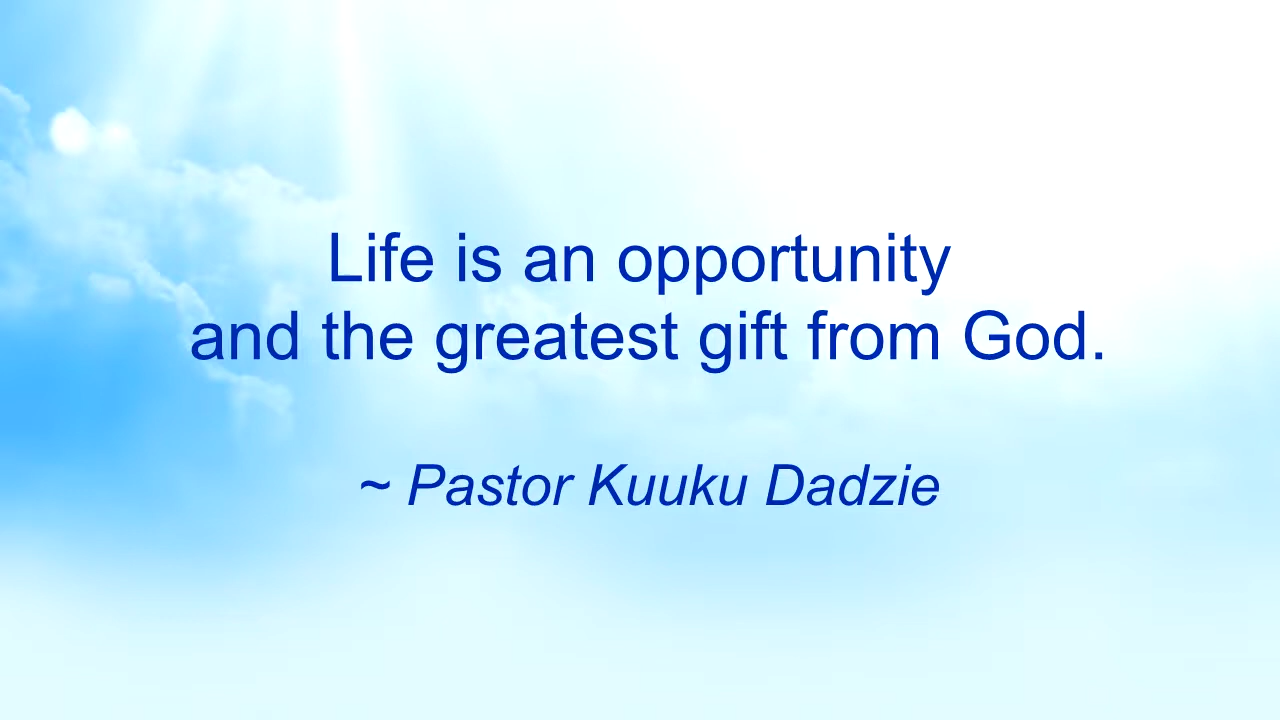 Life is an opportunity
and the greatest gift from God.
~ Pastor Kuuku Dadzie